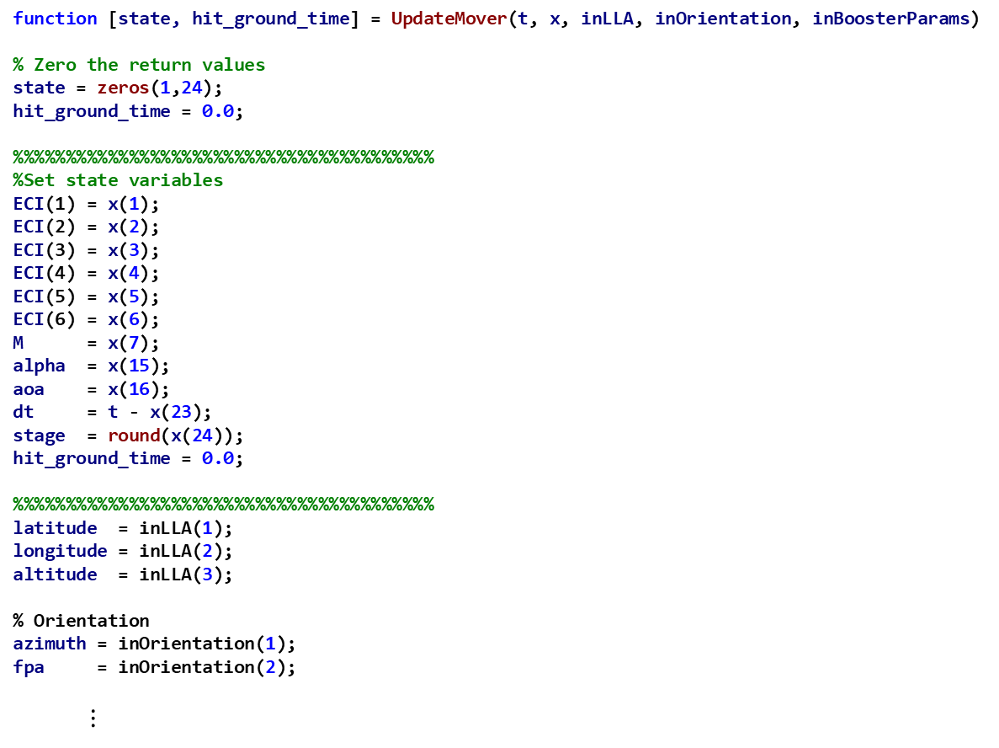 function [state, hit_ground_time] = UpdateMover(t, x, inLLA, inOrientation, inBoosterParams)
% Zero the return values
state = zeros(1,24);
hit_ground_time = 0.0;
%%%%%%%%%%%%%%%%%%%%%%%%%%%%%%%%%%%%%%%%
%Set state variables
ECI(1) = x(1);
ECI(2) = x(2);
ECI(3) = x(3);
ECI(4) = x(4);
ECI(5) = x(5);
ECI(6) = x(6);
M      = x(7);
alpha  = x(15);
aoa    = x(16);
dt     = t - x(23);
stage  = round(x(24));
hit_ground_time = 0.0;
%%%%%%%%%%%%%%%%%%%%%%%%%%%%%%%%%%%%%%%%
latitude  = inLLA(1);
longitude = inLLA(2);
altitude  = inLLA(3);
% Orientation
azimuth = inOrientation(1);
fpa     = inOrientation(2);
⋮